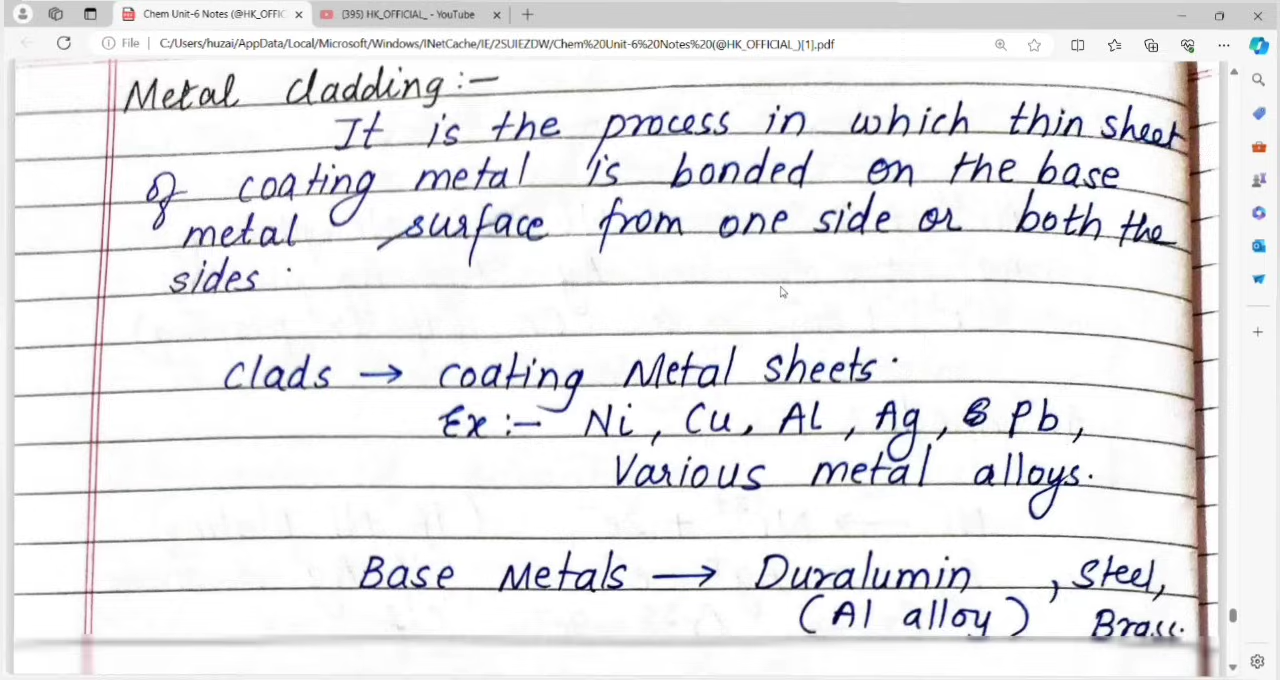 Chem Unit-6 Notes (@HK_OFFIC
(395) HK_OFFICIAL_ - YouTube
File
C:/Users/huzai/AppData/Local/Microsoft/Windows/INetCache/IE/2SUIEZDW/Chem%20Unit-6%20Notes%20(@HK_OFFICIAL_)[1].pdf
Metal cladding :-
It is the process in which thin sheet
of coating metal is bonded on the base
metal surface from one side or both the
sides.
Clads → coating Metal sheets.
Ex :- Ni, Cu, Al, Ag, Pb,
Various metal alloys.
Base Metals → Duralumin, Steel,
(Al alloy) Brass.